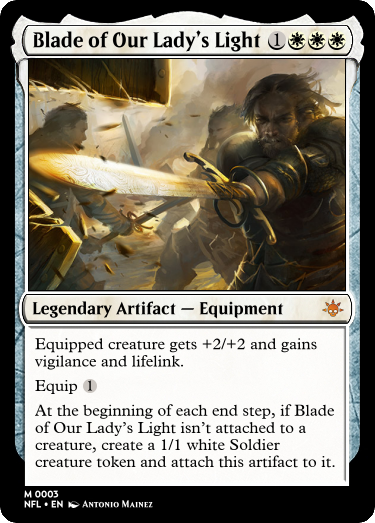 Blade of Our Lady's Light 1
Legendary Artifact — Equipment
Equipped creature gets +2/+2 and gains
vigilance and lifelink.
Equip 1
At the beginning of each end step, if Blade
of Our Lady's Light isn't attached to a
creature, create a 1/1 white Soldier
creature token and attach this artifact to it.
M 0003
NFL • EN Antonio Mainez